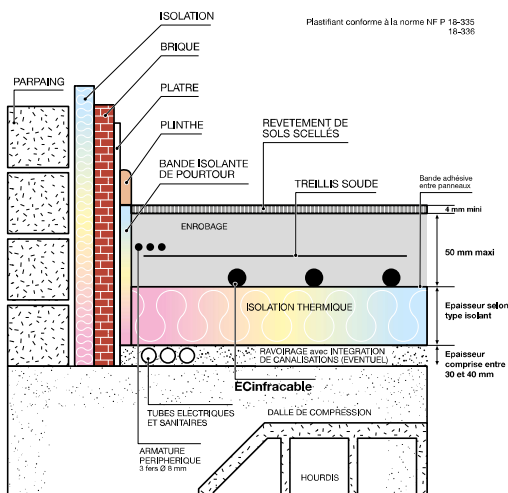 ISOLATION
Plastifiant conforme à la norme NF P 18-335
18-336
BRIQUE
PARPAING
PLATRE
PLINTHE
REVETEMENT DE
SOLS SCELLÉS
BANDE ISOLANTE
DE POURTOUR
TREILLIS SOUDE
Bande adhésive
entre panneaux
4 mm mini
ENROBAGE
50 mm maxi
ISOLATION THERMIQUE
Epaisseur selon
type isolant
RAVOIRAGE avec INTEGRATION
DE CANALISATIONS (EVENTUEL)
Epaisseur
comprise entre
30 et 40 mm
ECinfracable
TUBES ELECTRIQUES
ET SANITAIRES
DALLE DE COMPRESSION
ARMATURE
PERIPHERIQUE
3 fers Ø 8 mm
HOURDIS